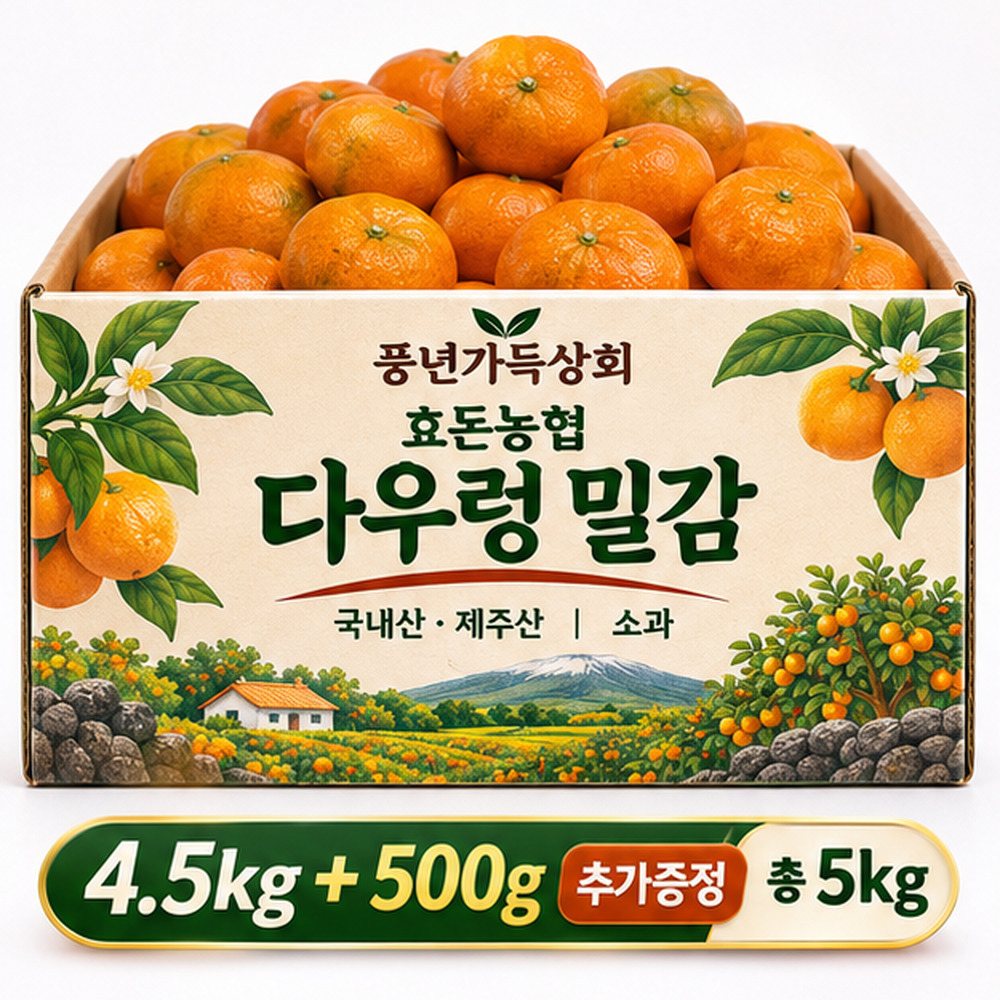 풍년가득상회
효돈농협
다우렁 밀감
국내산 · 제주산 | 소과
4.5kg + 500g 추가증정 총 5kg